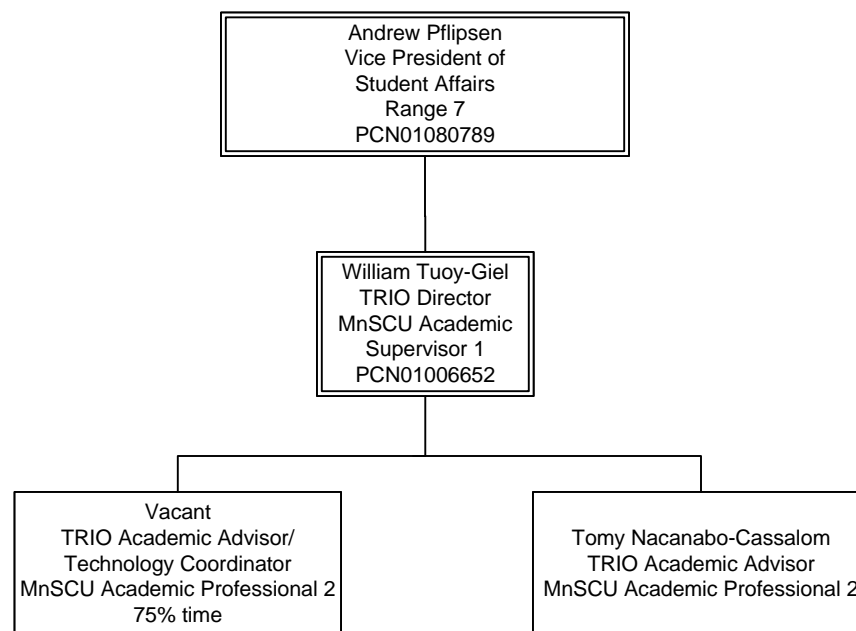 Andrew Pflipsen
Vice President of
Student Affairs
Range 7
PCN01080789
William Tuoy-Giel
TRIO Director
MnSCU Academic
Supervisor 1
PCN01006652
Vacant
TRIO Academic Advisor/
Technology Coordinator
MnSCU Academic Professional 2
75% time
Tomy Nacanabo-Cassalom
TRIO Academic Advisor
MnSCU Academic Professional 2